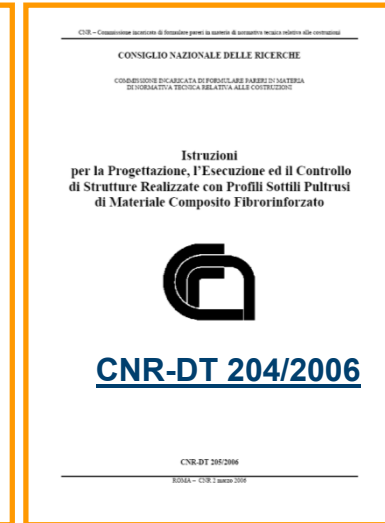 CNR – Commissione incaricata di formulare pareri in materia di normativa tecnica relativa alle costruzioni
CONSIGLIO NAZIONALE DELLE RICERCHE
COMMISSIONE INCARICATA DI FORMULARE PARERI IN MATERIA
DI NORMATIVA TECNICA RELATIVA ALLE COSTRUZIONI
Istruzioni
per la Progettazione, l'Esecuzione ed il Controllo
di Strutture Realizzate con Profili Sottili Pultrusi
di Materiale Composito Fibrorinforzato
CNR-DT 204/2006
CNR-DT 205/2006
ROMA – CNR 2 marzo 2006